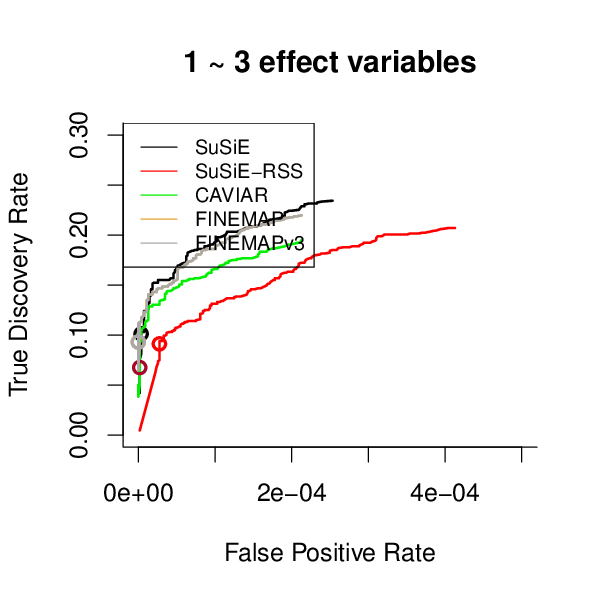 1 ~ 3 effect variables
True Discovery Rate
0.30
0.20
0.10
0.00
SuSiE
SuSiE−RSS
CAVIAR
FINEMAP
FINEMAPv3
0e+00
2e−04
4e−04
False Positive Rate